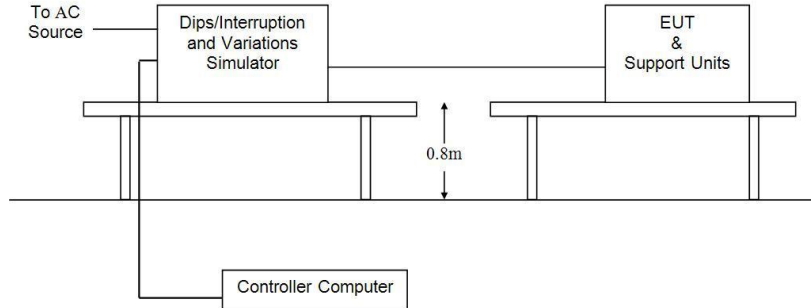 To AC
Source
Dips/Interruption
and Variations
Simulator
EUT
&
Support Units
0.8m
Controller Computer